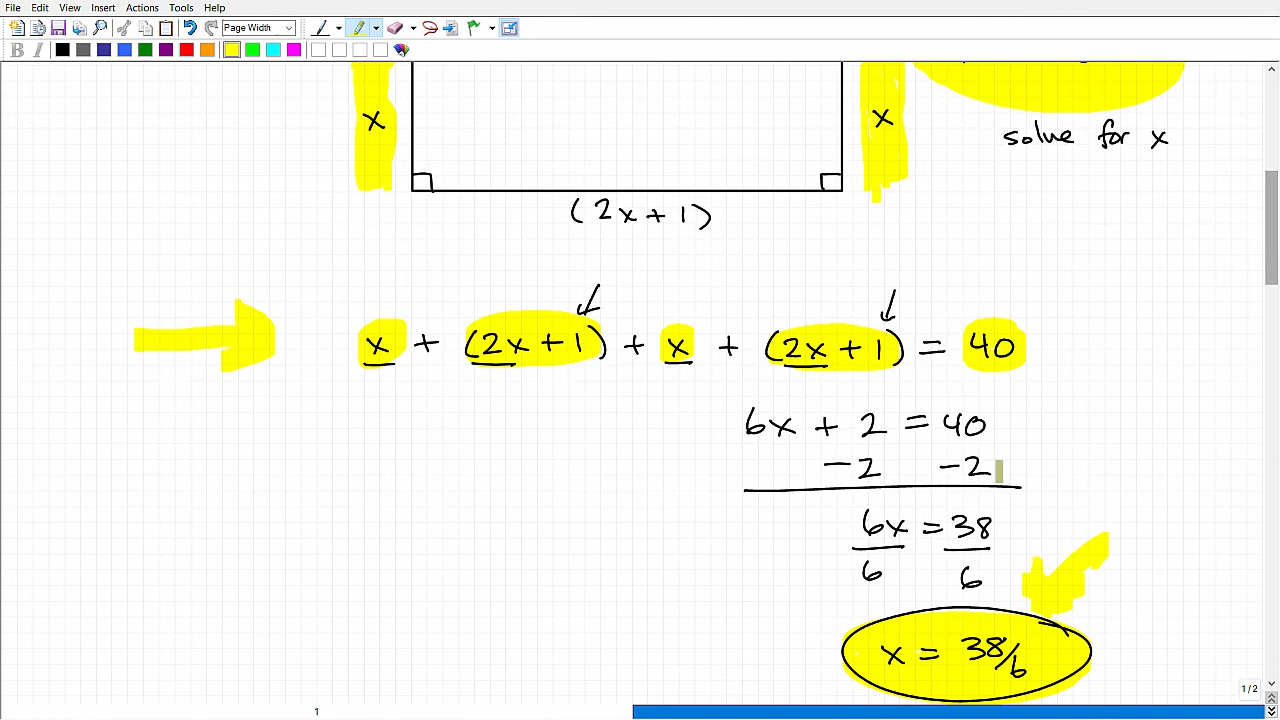 File Edit View Insert Actions Tools Help
Page Width
B I
x
x
solve for x
(2x+1)
x + (2x+1) + x + (2x+1) = 40
6x + 2 = 40
-2 -2
6x = 38
6 6
x = 38/6
1/2
1